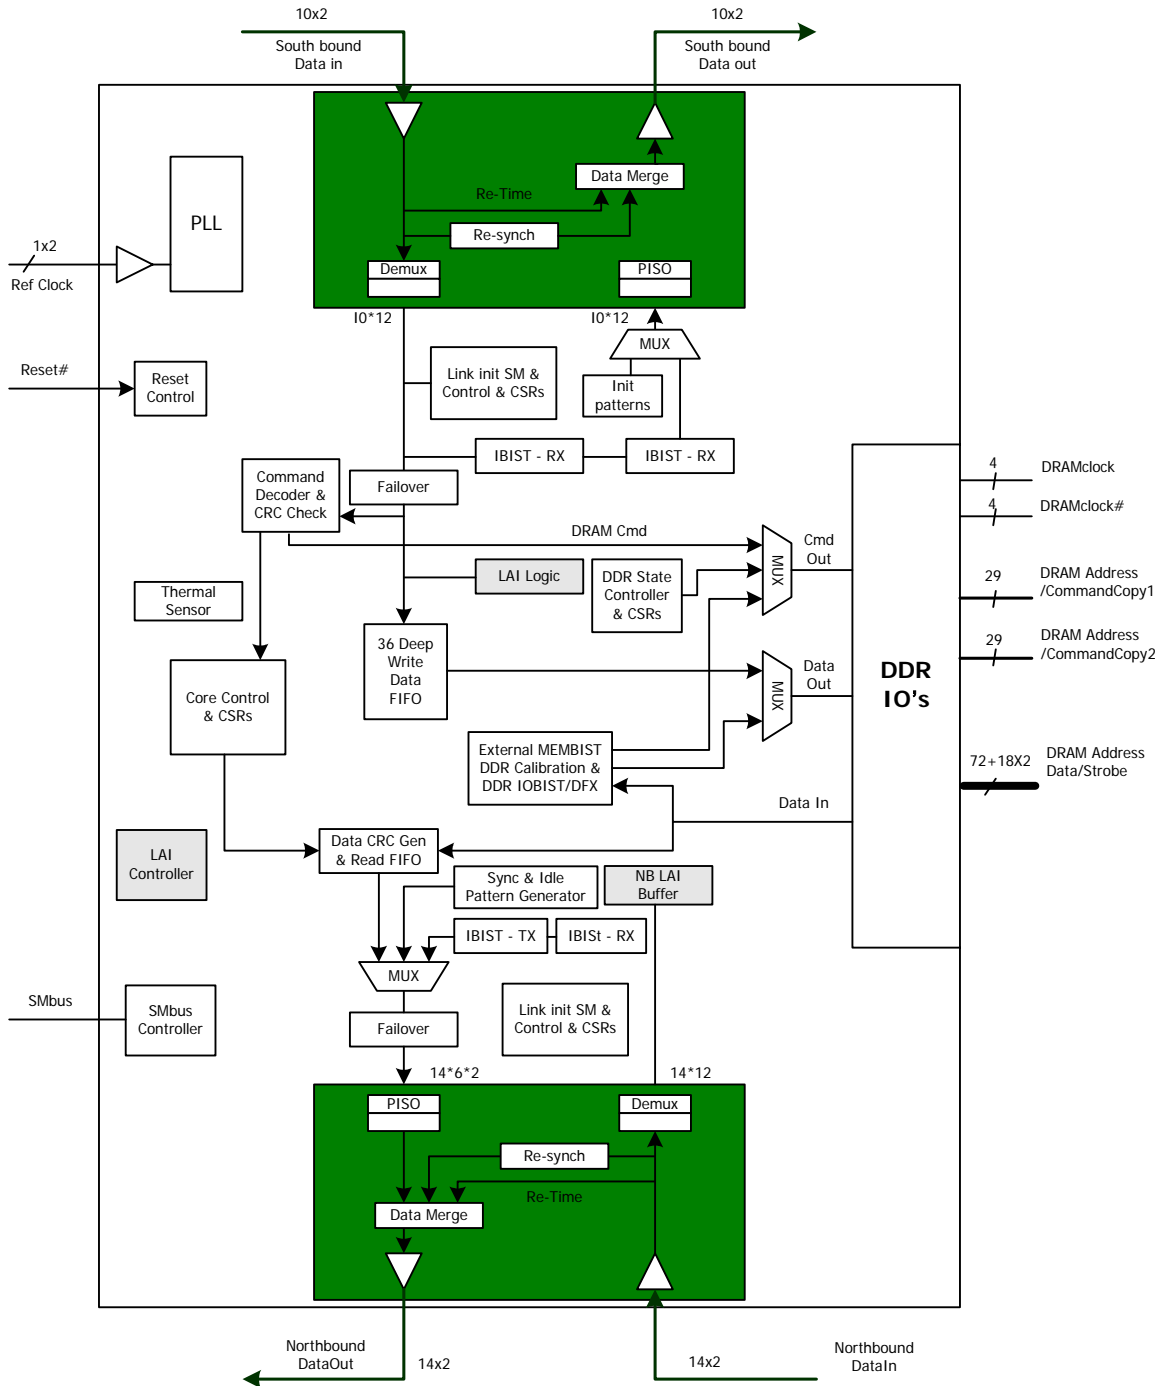 10x2
10x2
South bound
Data in
South bound
Data out
Data Merge
Re-Time
Re-synch
PLL
1x2
Ref Clock
Demux
PISO
I0*12
I0*12
MUX
Reset#
Reset
Control
Link init SM &
Control & CSRs
Init
patterns
IBIST - RX
IBIST - RX
Command
Decoder &
CRC Check
Failover
4
DRAMclock
4
DRAMclock#
DRAM Cmd
MUX
Cmd
Out
LAI Logic
DDR State
Controller
& CSRs
Thermal
Sensor
29
DRAM Address
/CommandCopy1
36 Deep
Write
Data
FIFO
29
DRAM Address
/CommandCopy2
MUX
Data
Out
DDR
IO's
Core Control
& CSRs
External MEMBIST
DDR Calibration &
DDR IOBIST/DFX
72+18X2
DRAM Address
Data/Strobe
Data In
LAI
Controller
Data CRC Gen
& Read FIFO
Sync & Idle
Pattern Generator
NB LAI
Buffer
IBIST - TX
IBISt - RX
MUX
SMbus
SMbus
Controller
Link init SM &
Control & CSRs
Failover
14*6*2
14*12
PISO
Demux
Re-synch
Re-Time
Data Merge
Northbound
DataOut
14x2
14x2
Northbound
DataIn